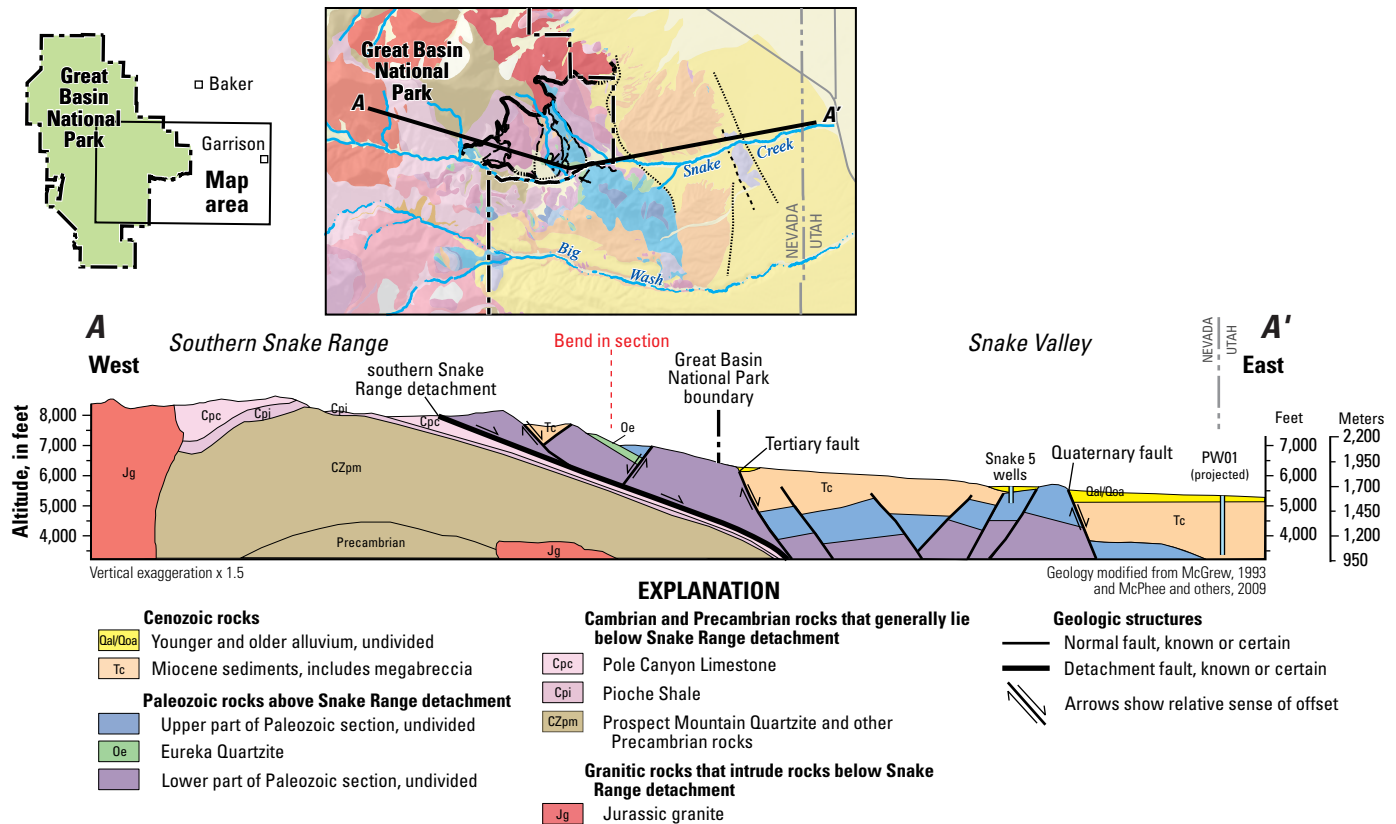 Great
Basin
National
Park
Baker
Garrison
Map
area
Great Basin
National
Park
A
A'
Snake
Creek
Big
Wash
NEVADA
UTAH
A
West
Southern Snake Range
southern Snake
Range detachment
Bend in section
Great Basin
National Park
boundary
Snake Valley
NEVADA
UTAH
A'
East
Altitude, in feet
8,000
7,000
6,000
5,000
4,000
Jg
Cpc
Cpi
Cpi
Cpc
CZpm
Precambrian
Jg
Tc
Oe
Tertiary fault
Tc
Snake 5
wells
Quaternary fault
Qal/Qoa
Tc
PW01
(projected)
Feet
7,000
6,000
5,000
4,000
Meters
2,200
1,950
1,700
1,450
1,200
950
Vertical exaggeration x 1.5
Geology modified from McGrew, 1993
and McPhee and others, 2009
EXPLANATION
Cenozoic rocks
Qal/Qoa Younger and older alluvium, undivided
Tc Miocene sediments, includes megabreccia
Paleozoic rocks above Snake Range detachment
Upper part of Paleozoic section, undivided
Oe Eureka Quartzite
Lower part of Paleozoic section, undivided
Cambrian and Precambrian rocks that generally lie
below Snake Range detachment
Cpc Pole Canyon Limestone
Cpi Pioche Shale
CZpm Prospect Mountain Quartzite and other
Precambrian rocks
Granitic rocks that intrude rocks below Snake
Range detachment
Jg Jurassic granite
Geologic structures
Normal fault, known or certain
Detachment fault, known or certain
Arrows show relative sense of offset